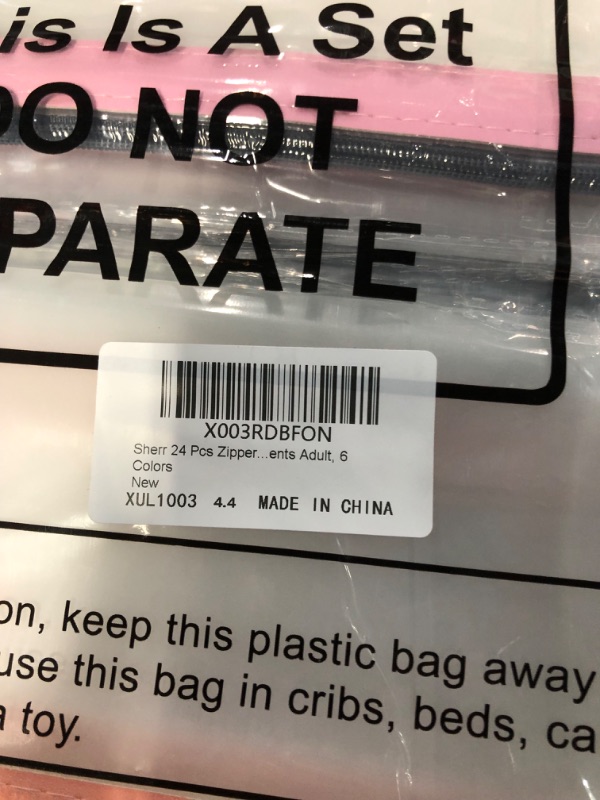 is Is A Set
DO NOT
PARATE
X003RDBFON
Sherr 24 Pcs Zipper...ents Adult, 6
Colors
New
XUL1003 4.4 MADE IN CHINA
on, keep this plastic bag away
use this bag in cribs, beds, ca
a toy.